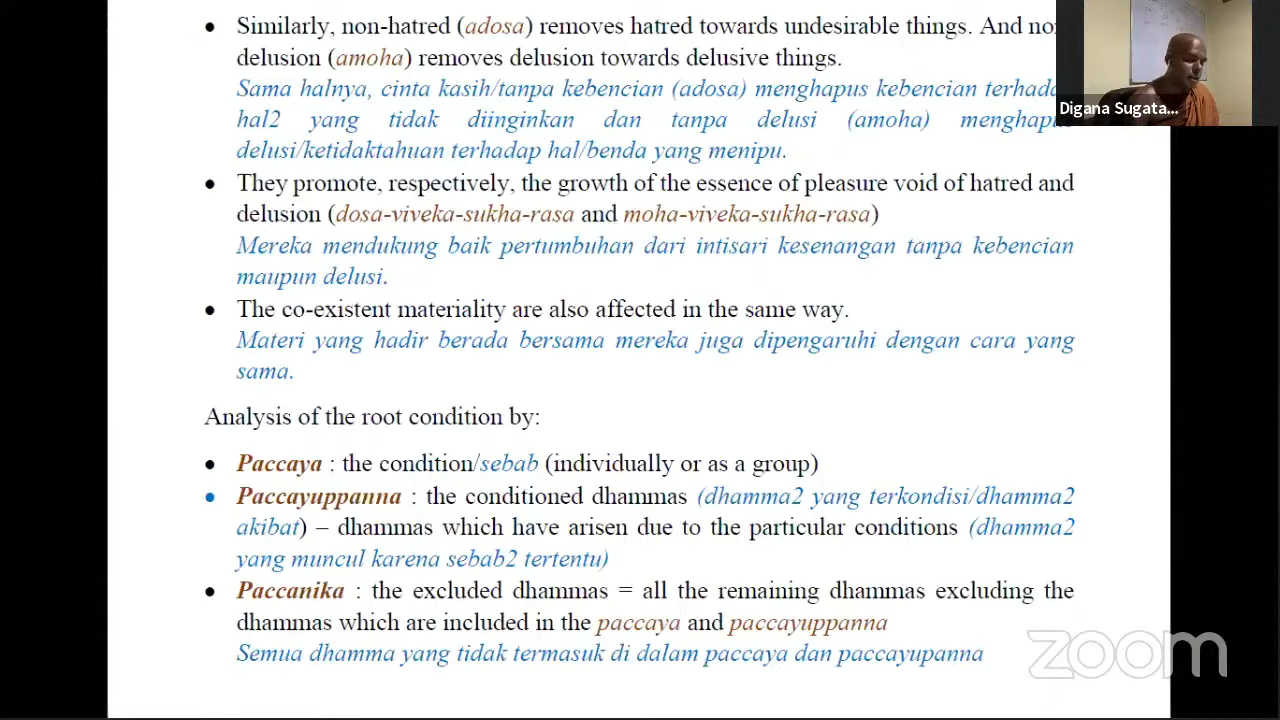 • Similarly, non-hatred (adosa) removes hatred towards undesirable things. And non
delusion (amoha) removes delusion towards delusive things.
Sama halnya, cinta kasih/tanpa kebencian (adosa) menghapus kebencian terhada
hal2 yang tidak diinginkan dan tanpa delusi (amoha) menghapu
delusi/ketidaktahuan terhadap hal/benda yang menipu.
• They promote, respectively, the growth of the essence of pleasure void of hatred and
delusion (dosa-viveka-sukha-rasa and moha-viveka-sukha-rasa)
Mereka mendukung baik pertumbuhan dari intisari kesenangan tanpa kebencian
maupun delusi.
• The co-existent materiality are also affected in the same way.
Materi yang hadir berada bersama mereka juga dipengaruhi dengan cara yang
sama.
Analysis of the root condition by:
• Paccaya : the condition/sebab (individually or as a group)
• Paccayuppanna : the conditioned dhammas (dhamma2 yang terkondisi/dhamma2
akibat) – dhammas which have arisen due to the particular conditions (dhamma2
yang muncul karena sebab2 tertentu)
• Paccanika : the excluded dhammas = all the remaining dhammas excluding the
dhammas which are included in the paccaya and paccayuppanna
Semua dhamma yang tidak termasuk di dalam paccaya dan paccayupanna
Digana Sugata...
zoom